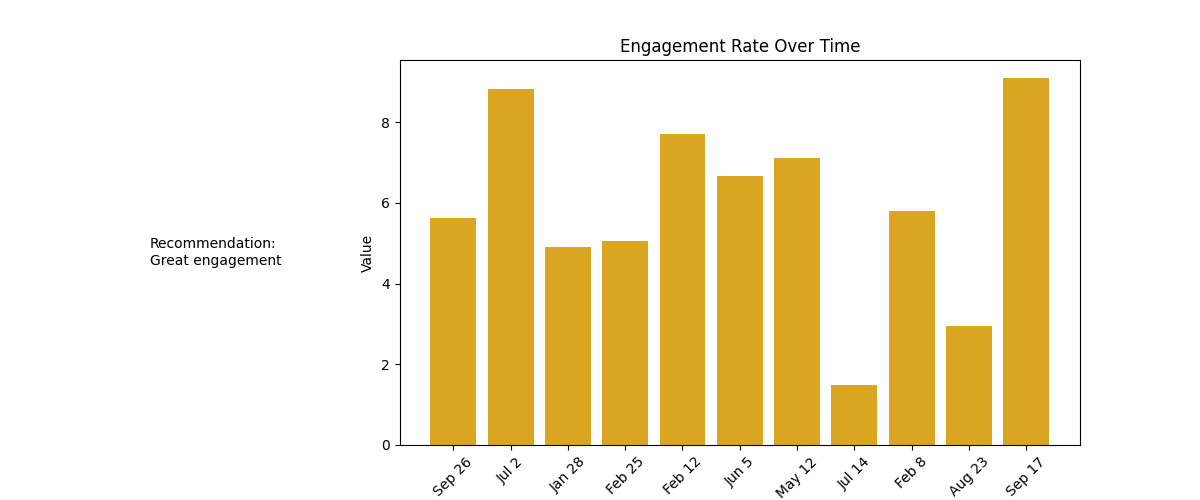 Engagement Rate Over Time
Recommendation:
Great engagement
Value
8
6
4
2
0
Sep 26
Jul 2
Jan 28
Feb 25
Feb 12
Jun 5
May 12
Jul 14
Feb 8
Aug 23
Sep 17